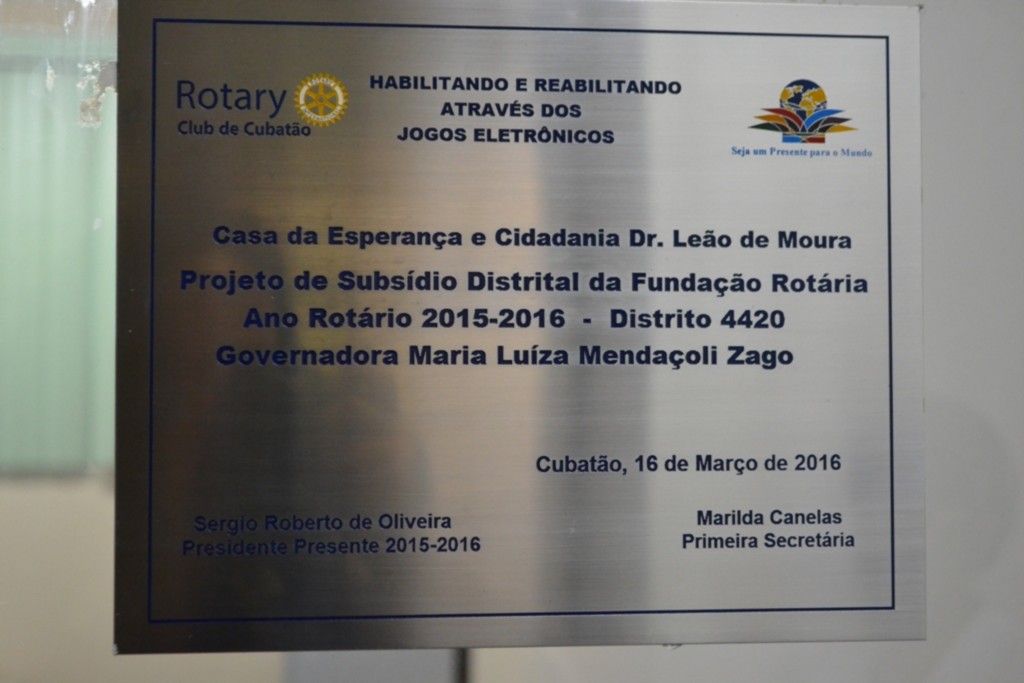 Rotary
Club de Cubatão
HABILITANDO E REABILITANDO
ATRAVÉS DOS
JOGOS ELETRÔNICOS
Seja um Presente para o Mundo
Casa da Esperança e Cidadania Dr. Leão de Moura
Projeto de Subsídio Distrital da Fundação Rotária
Ano Rotário 2015-2016 - Distrito 4420
Governadora Maria Luíza Mendaçoli Zago
Cubatão, 16 de Março de 2016
Sergio Roberto de Oliveira
Presidente Presente 2015-2016
Marilda Canelas
Primeira Secretária